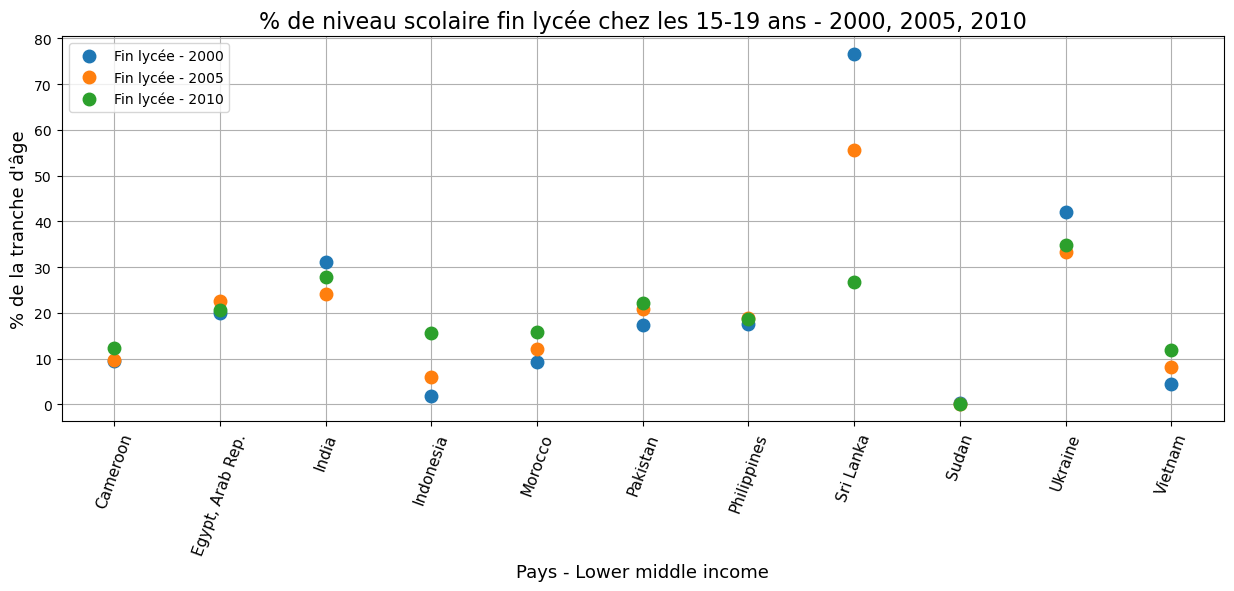 % de niveau scolaire fin lycée chez les 15-19 ans - 2000, 2005, 2010
Fin lycée - 2000
Fin lycée - 2005
Fin lycée - 2010
% de la tranche d'âge
80
70
60
50
40
30
20
10
0
Cameroon
Egypt, Arab Rep.
India
Indonesia
Morocco
Pakistan
Philippines
Sri Lanka
Sudan
Ukraine
Vietnam
Pays - Lower middle income